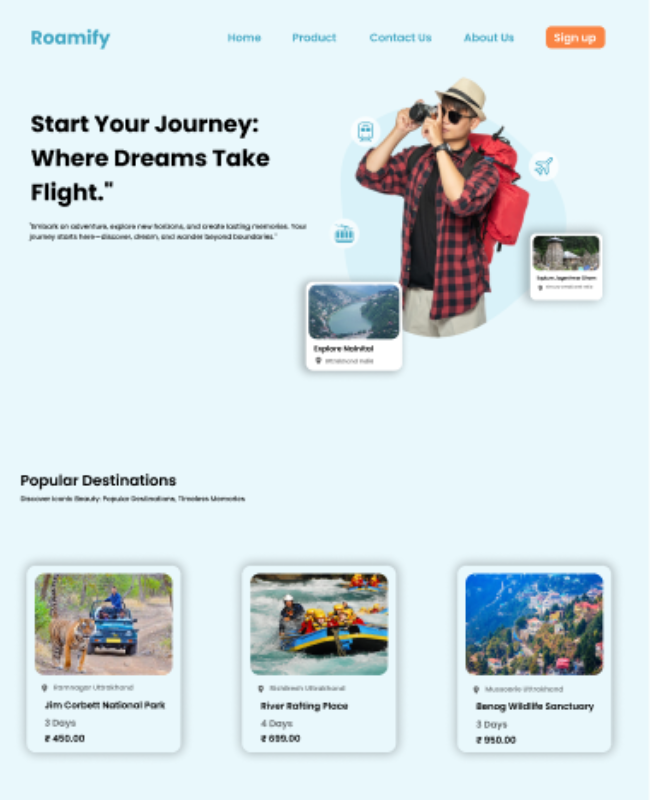 Roamify
Home Product Contact Us About Us Sign up
Start Your Journey:
Where Dreams Take
Flight."
"Embark on adventure, explore new horizons, and create lasting memories. Your
journey starts here—discover, dream, and wander beyond boundaries."
Explore Jageshwar Dham
Explore Nainital
Uttrakhand India
Popular Destinations
Discover Iconic Beauty: Popular Destinations, Timeless Memories
Ramnagar Uttrakhand
Jim Corbett National Park
3 Days
₹ 450.00
Rishikesh Uttrakhand
River Rafting Place
4 Days
₹ 699.00
Mussoorie Uttrakhand
Benog Wildlife Sanctuary
3 Days
₹ 950.00